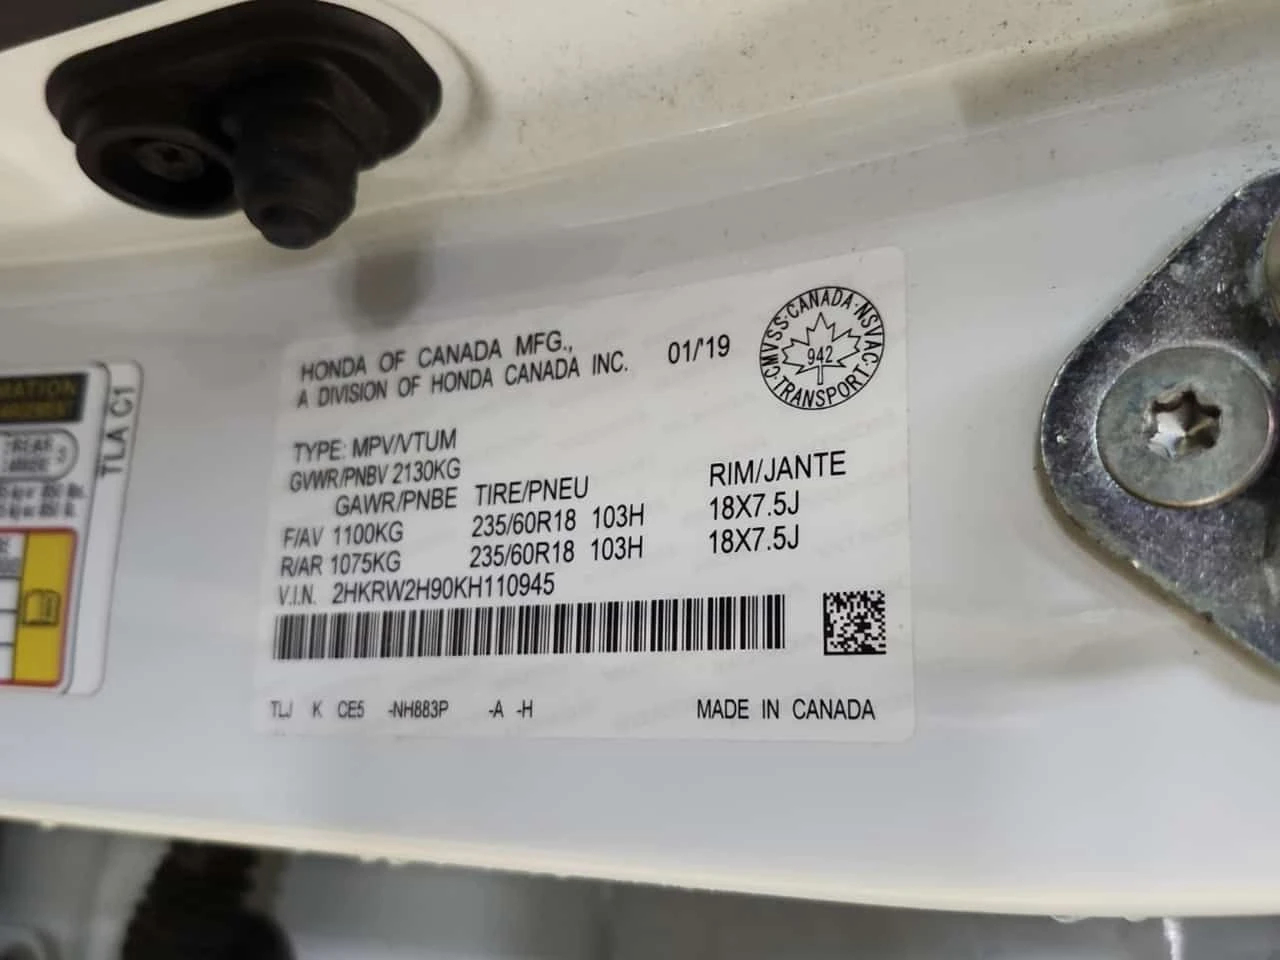 HONDA OF CANADA MFG.,
A DIVISION OF HONDA CANADA INC.
01/'19
CMVSS·CANADA·NSVAC·TRANSPORT·
942
TYPE: MPV/VTUM
GVWR/PNBV 2130KG
GAWR/PNBE TIRE/PNEU RIM/JANTE
F/AV 1100KG 235/60R18 103H 18X7.5J
R/AR 1075KG 235/60R18 103H 18X7.5J
V.I.N. 2HKRW2H90KH110945
TLJ K CE5 -NH883P -A -H
MADE IN CANADA
TLA C1